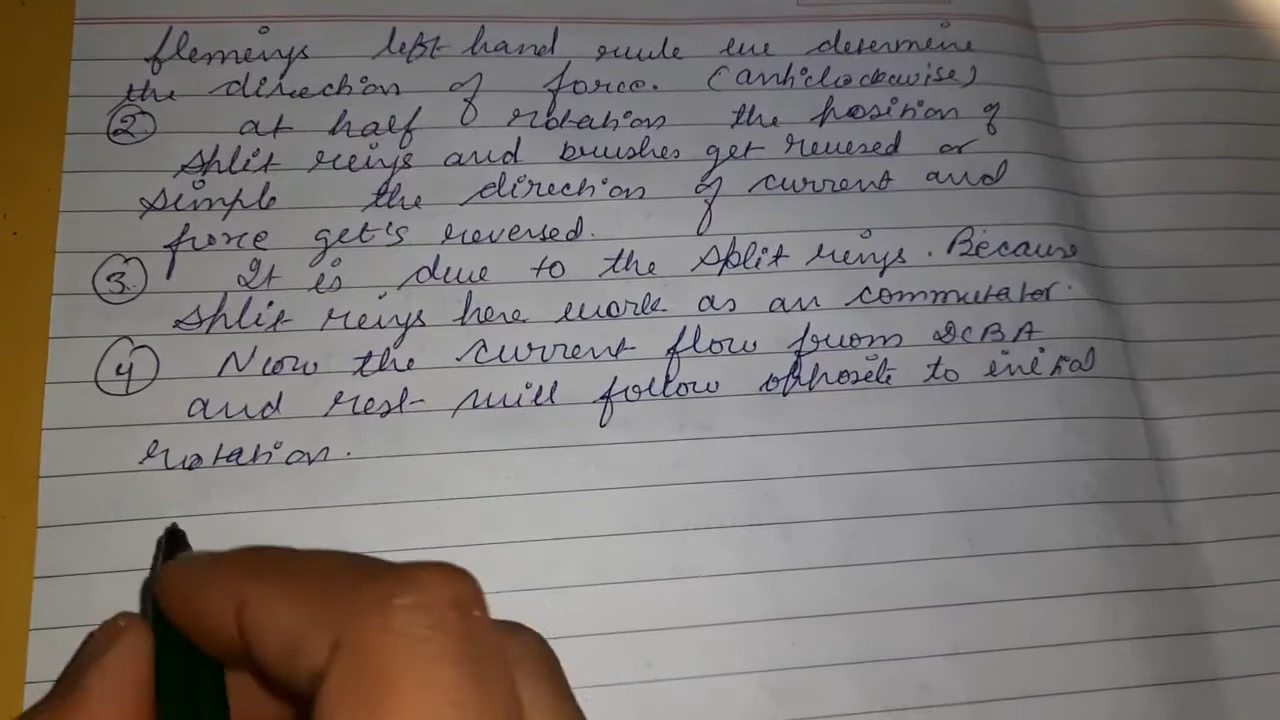 flemings left hand rule we determine
the direction of force. (anticlockwise)
2. at half rotation the position of
split rings and brushes get reversed or
simple the direction of current and
force get's reversed.
3. It is due to the split rings. Because
split rings here work as an commutator.
4 Now the current flow from DCBA
and rest will follow opposite to inital
rotation.